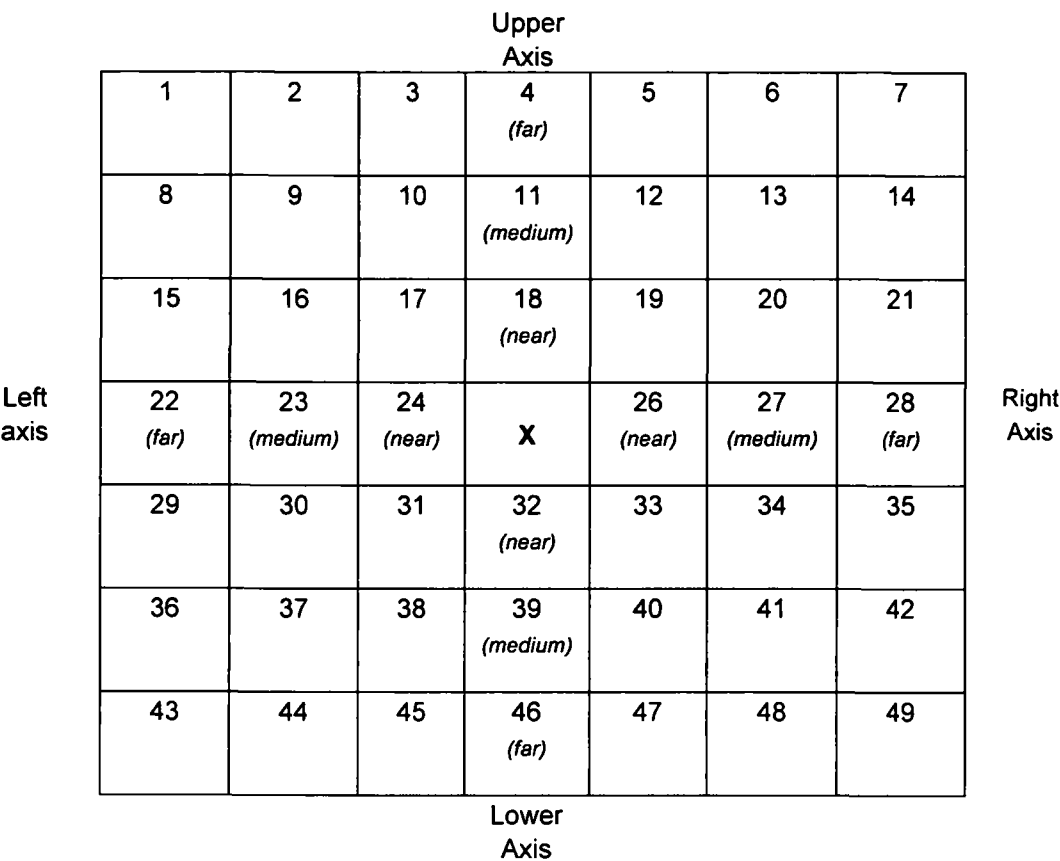 Upper
Axis
1 2 3 4 5 6 7
(far)
8 9 10 11 12 13 14
(medium)
15 16 17 18 19 20 21
(near)
Left 22 23 24 26 27 28 Right
axis (far) (medium) (near) X (near) (medium) (far) Axis
29 30 31 32 33 34 35
(near)
36 37 38 39 40 41 42
(medium)
43 44 45 46 47 48 49
(far)
Lower
Axis